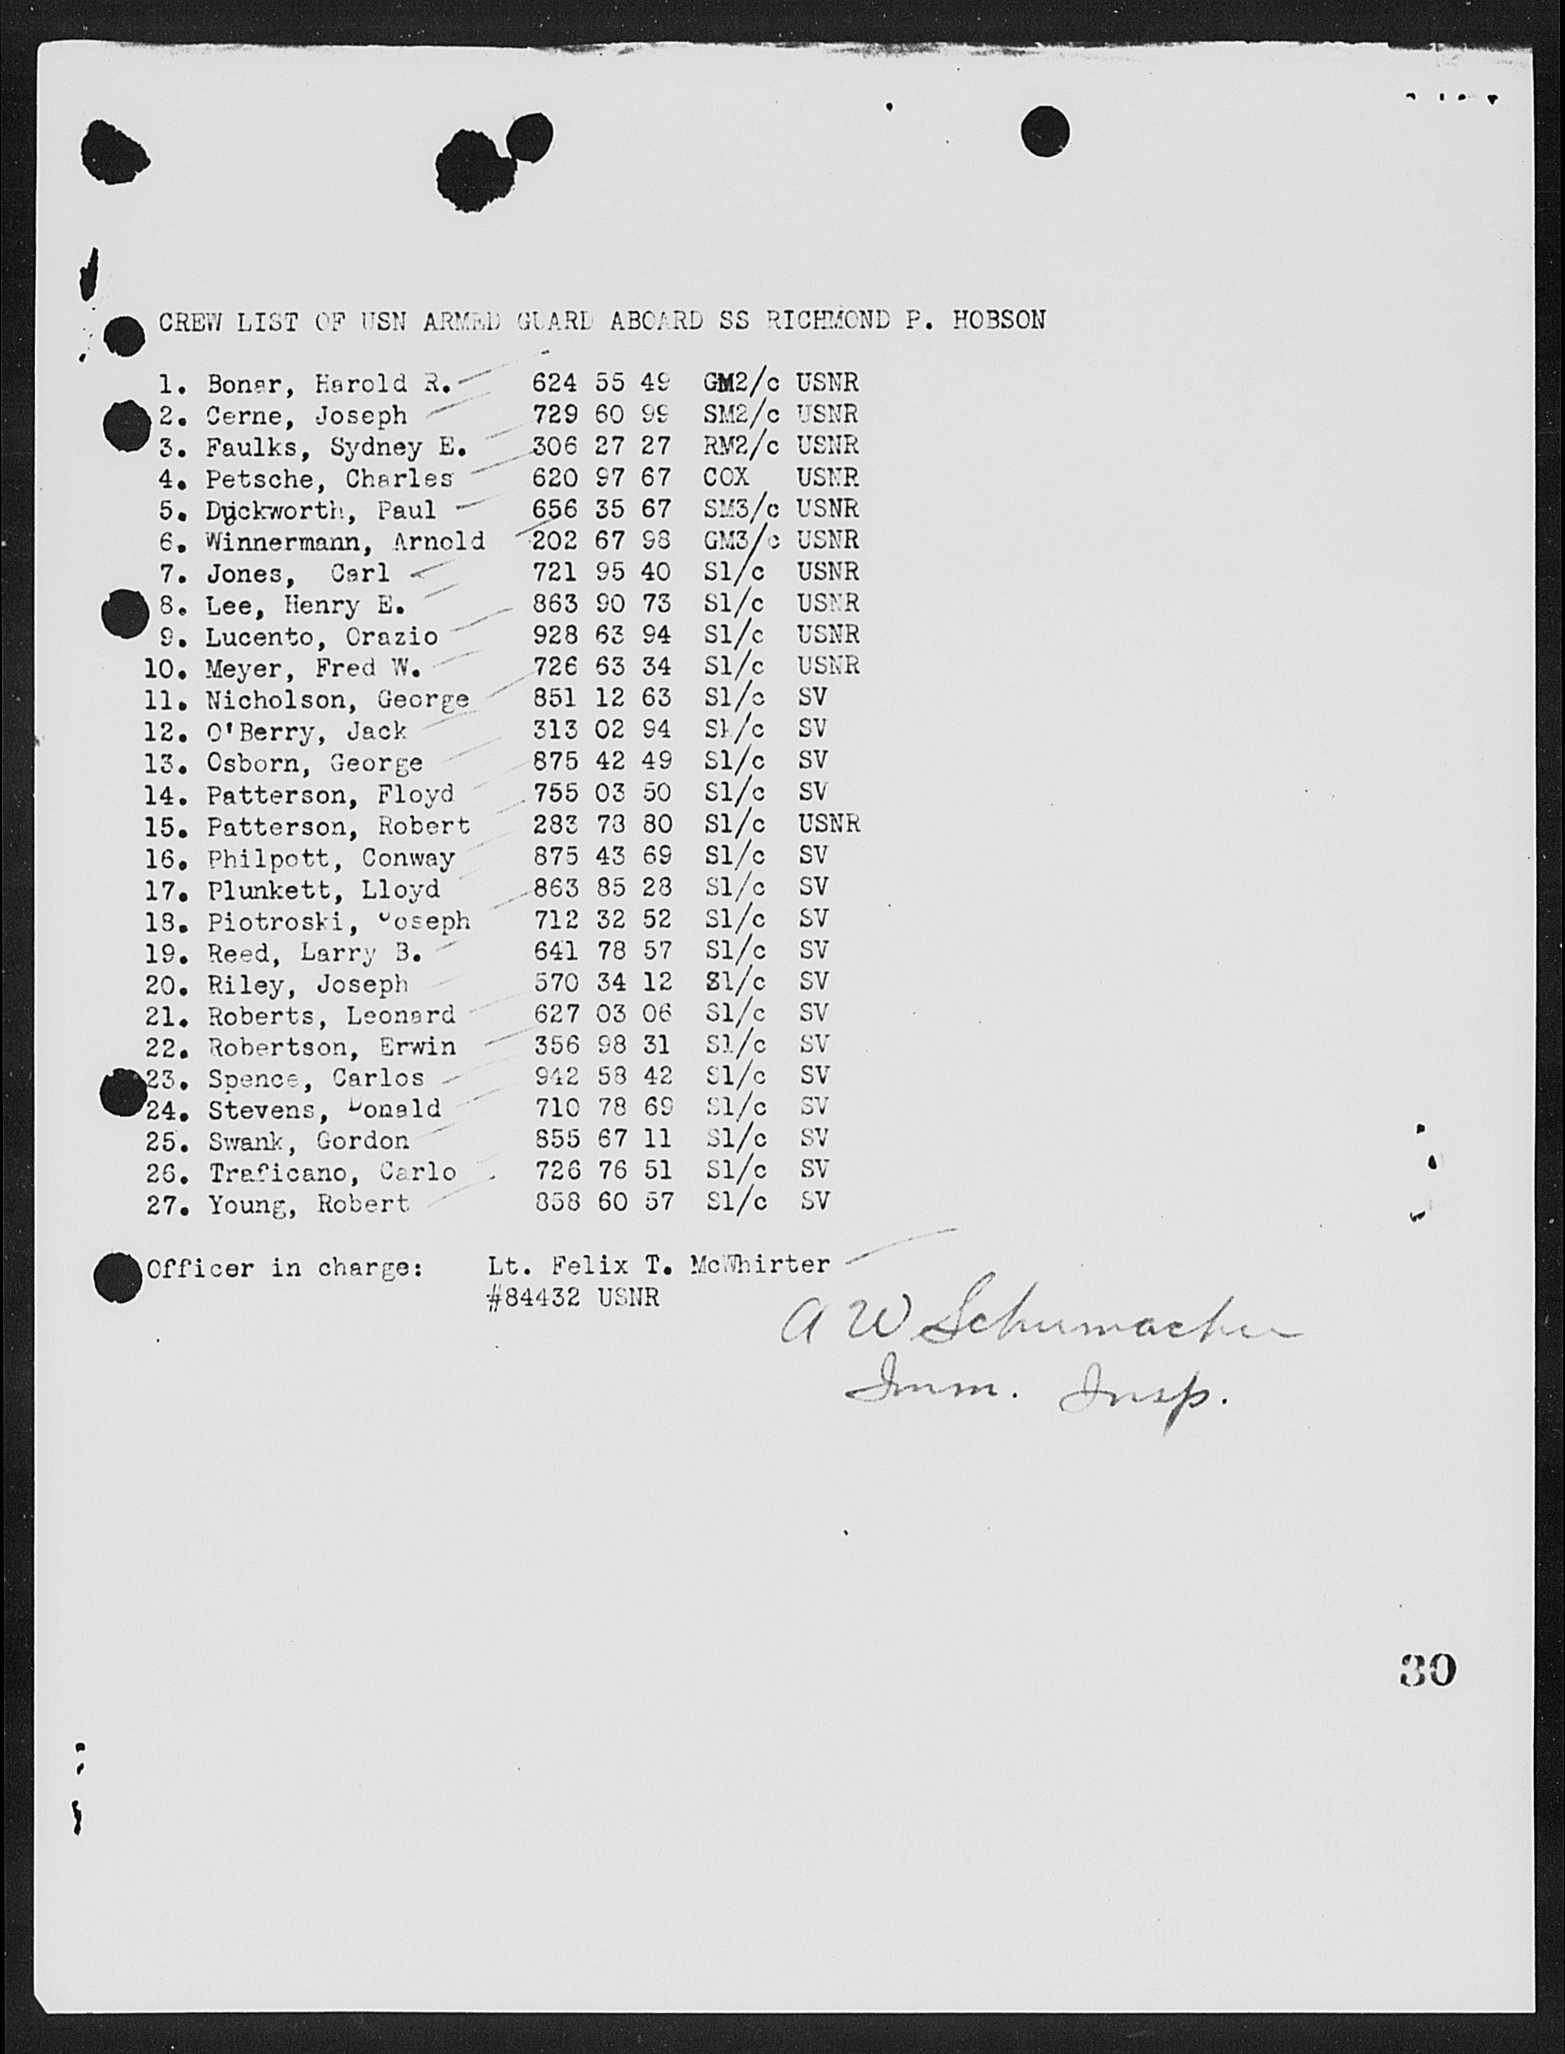 CREW LIST OF USN ARMED GUARD ABOARD SS RICHMOND P. HOBSON
1. Bonar, Harold R. 624 55 49 GM2/c USNR
2. Cerne, Joseph 729 60 99 SM2/c USNR
3. Faulks, Sydney E. 306 27 27 RM2/c USNR
4. Petsche, Charles 620 97 67 COX USNR
5. Duckworth, Paul 656 35 67 SM3/c USNR
6. Winnermann, Arnold 202 67 98 GM3/c USNR
7. Jones, Carl 721 95 40 S1/c USNR
8. Lee, Henry E. 863 90 73 S1/c USNR
9. Lucento, Orazio 928 63 94 S1/c USNR
10. Meyer, Fred W. 726 63 34 S1/c USNR
11. Nicholson, George 851 12 63 S1/c SV
12. O'Berry, Jack 313 02 94 S1/c SV
13. Osborn, George 875 42 49 S1/c SV
14. Patterson, Floyd 755 03 50 S1/c SV
15. Patterson, Robert 283 78 80 S1/c USNR
16. Philpott, Conway 875 43 69 S1/c SV
17. Plunkett, Lloyd 863 85 28 S1/c SV
18. Piotroski, Joseph 712 32 52 S1/c SV
19. Reed, Larry B. 641 78 57 S1/c SV
20. Riley, Joseph 570 34 12 S1/c SV
21. Roberts, Leonard 627 03 06 S1/c SV
22. Robertson, Erwin 356 98 31 S1/c SV
23. Spence, Carlos 942 58 42 S1/c SV
24. Stevens, Donald 710 78 69 S1/c SV
25. Swank, Gordon 855 67 11 S1/c SV
26. Traficano, Carlo 726 76 51 S1/c SV
27. Young, Robert 858 60 57 S1/c SV
Officer in charge: Lt. Felix T. McWhirter
#84432 USNR
A W Schumacher
Imm. Insp.
30